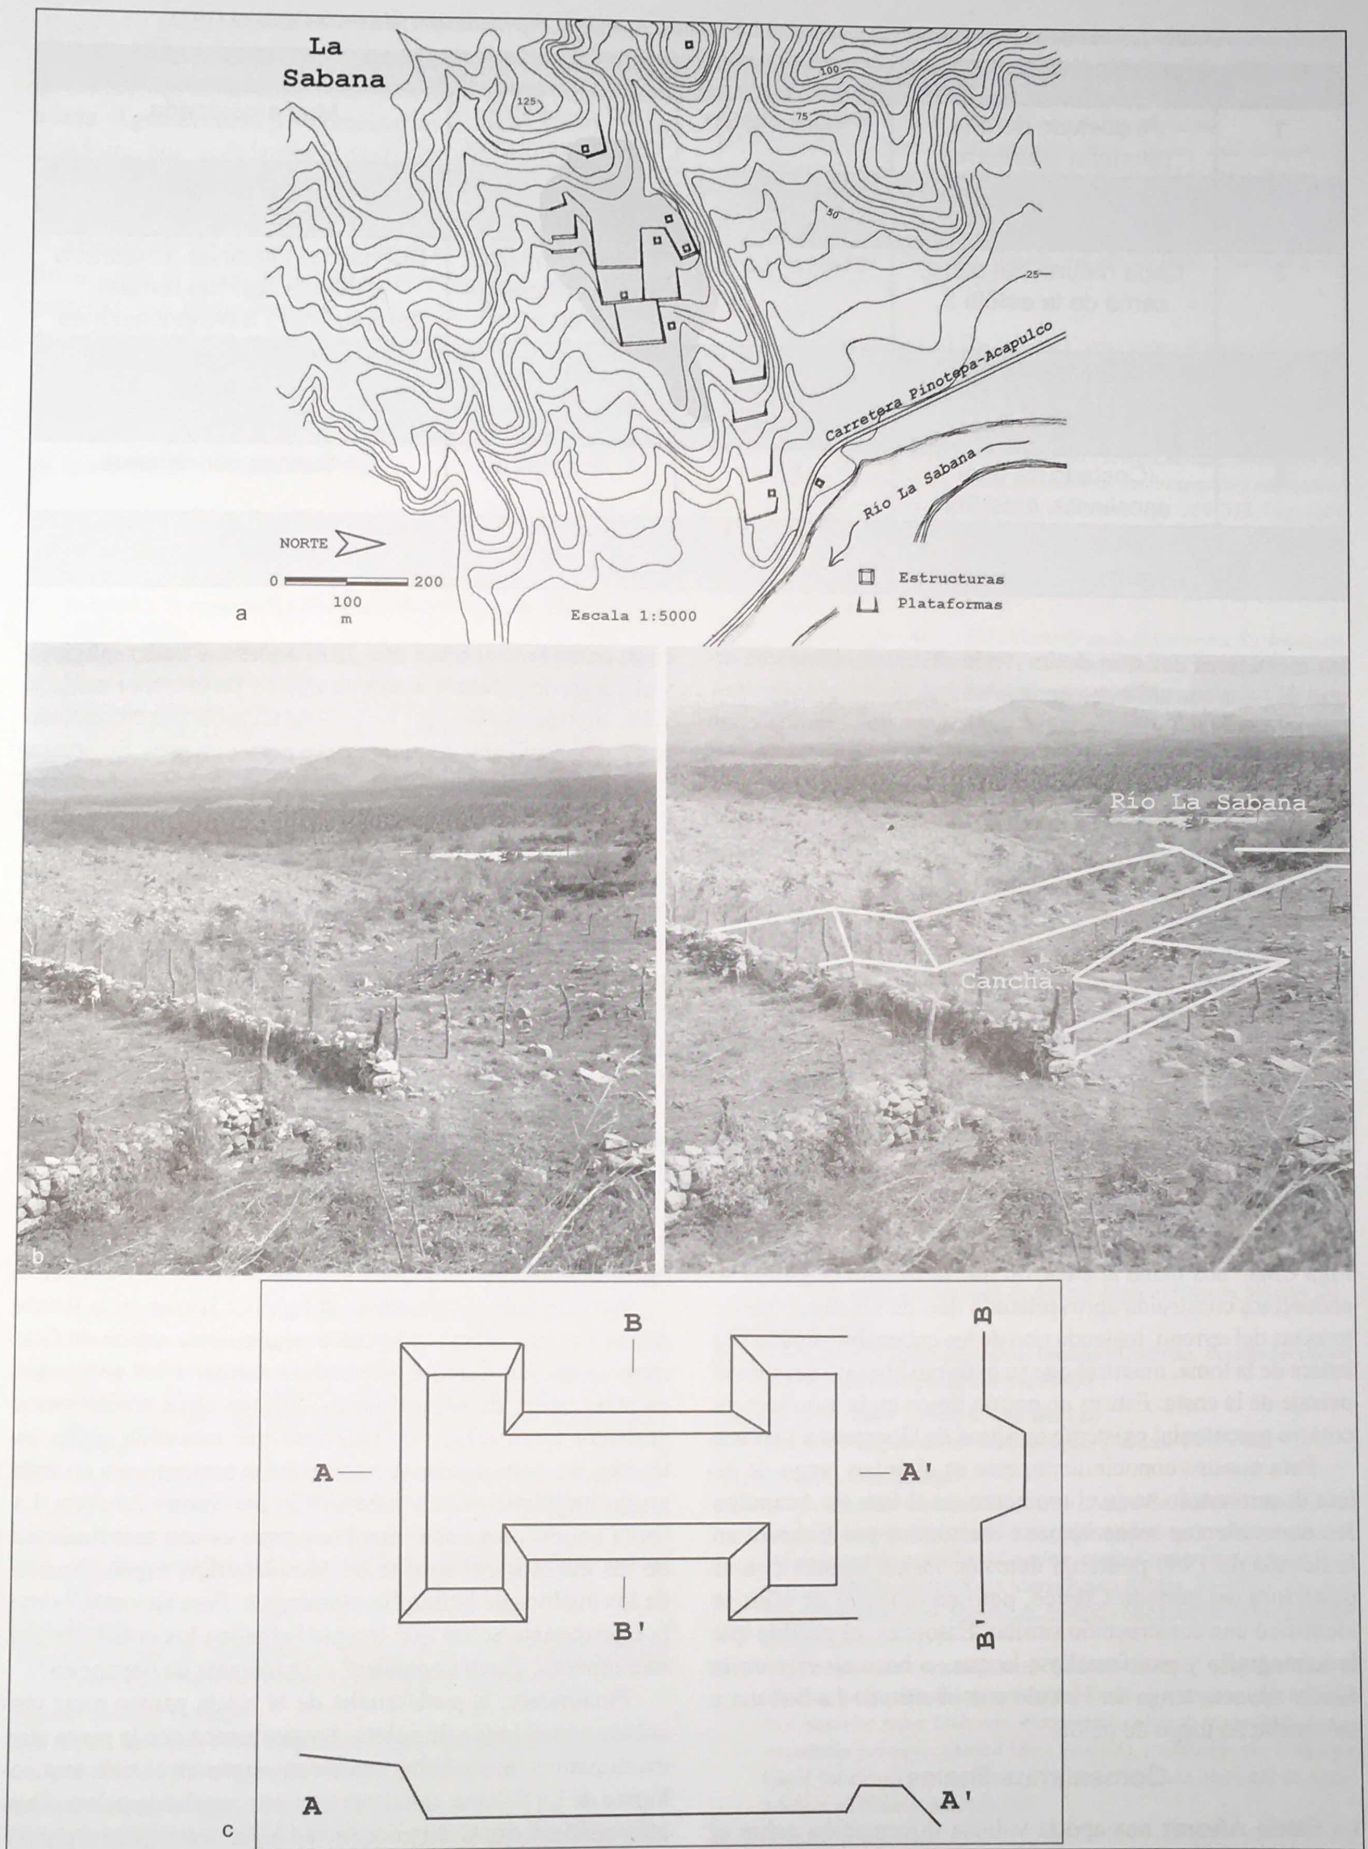 La
Sabana
125
100
75
50
25
Carretera Pinotepa-Acapulco
Río La Sabana
NORTE
0 200
100
m
a
Escala 1:5000
Estructuras
Plataformas
Río La Sabana
Cancha
b
B
B
A
A'
B'
B'
A
A'
c